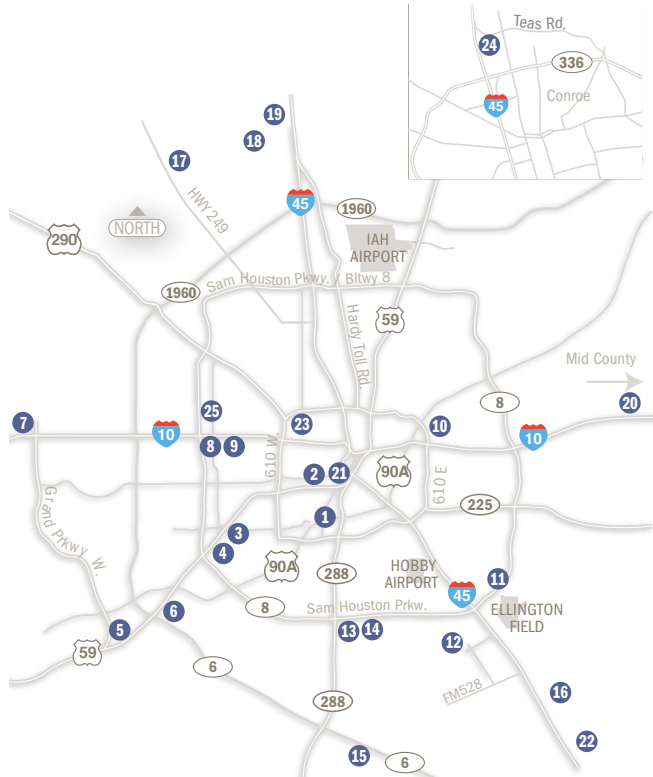 Teas Rd.
24
336
Conroe
45
19
18
17
HWY 249
45
1960
NORTH
290
IAH
AIRPORT
Sam Houston Pkwy. / Bltwy 8
1960
59
Hardy Toll Rd.
Mid County
8
20
7
25
23
10
10
10
610 W.
8
9
2
21
90A
610 E
225
Grand Prkwy W.
1
3
4
90A
288
HOBBY
AIRPORT
45
11
ELLINGTON
FIELD
8
Sam Houston Prkw.
6
5
59
13
14
12
6
FM528
16
288
22
15
6